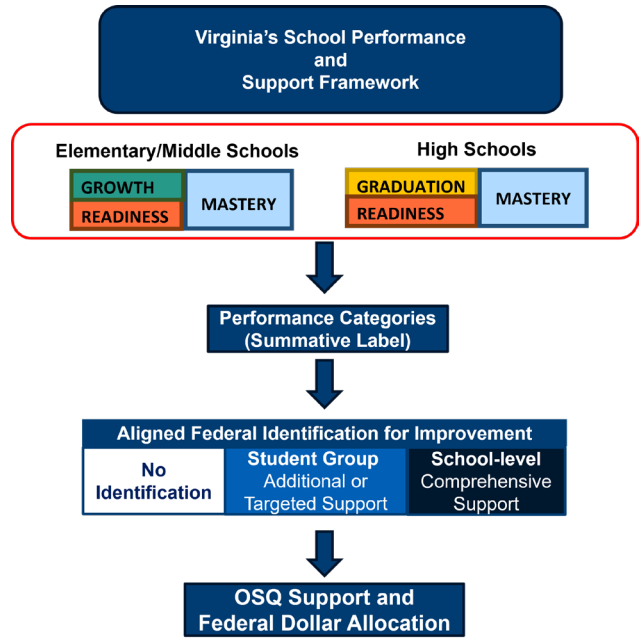 Virginia's School Performance
and
Support Framework
Elementary/Middle Schools
GROWTH
READINESS
MASTERY
High Schools
GRADUATION
READINESS
MASTERY
Performance Categories
(Summative Label)
Aligned Federal Identification for Improvement
No
Identification
Student Group
Additional or
Targeted Support
School-level
Comprehensive
Support
OSQ Support and
Federal Dollar Allocation